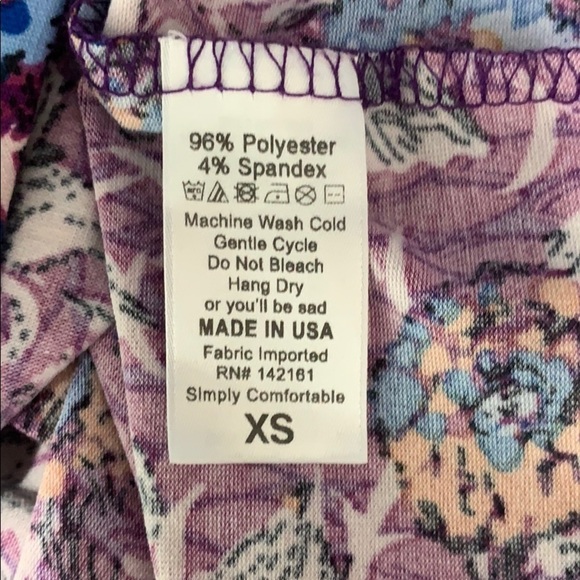 96% Polyester
4% Spandex
Machine Wash Cold
Gentle Cycle
Do Not Bleach
Hang Dry
or you'll be sad
MADE IN USA
Fabric Imported
RN# 142161
Simply Comfortable
XS